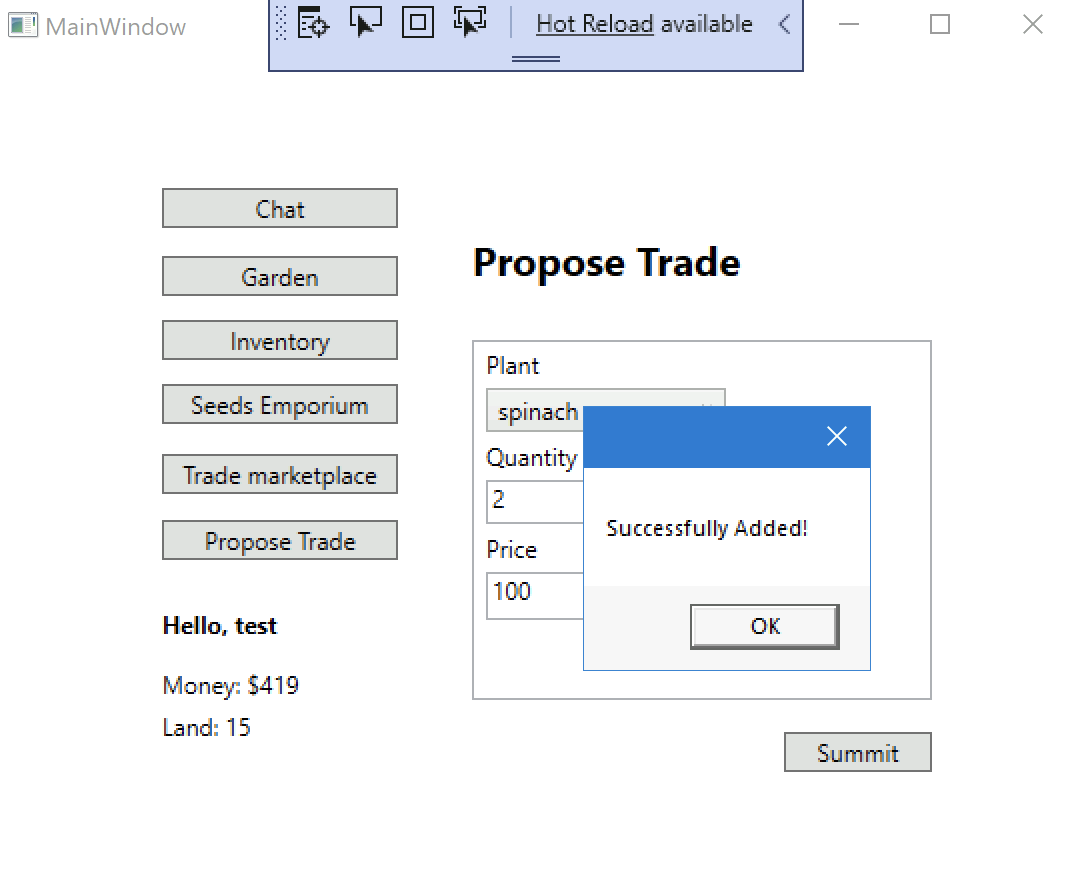 MainWindow
Hot Reload available
Chat
Garden
Inventory
Seeds Emporium
Trade marketplace
Propose Trade
Hello, test
Money: $419
Land: 15
Propose Trade
Plant
spinach
Quantity
2
Price
100
Successfully Added!
OK
Summit